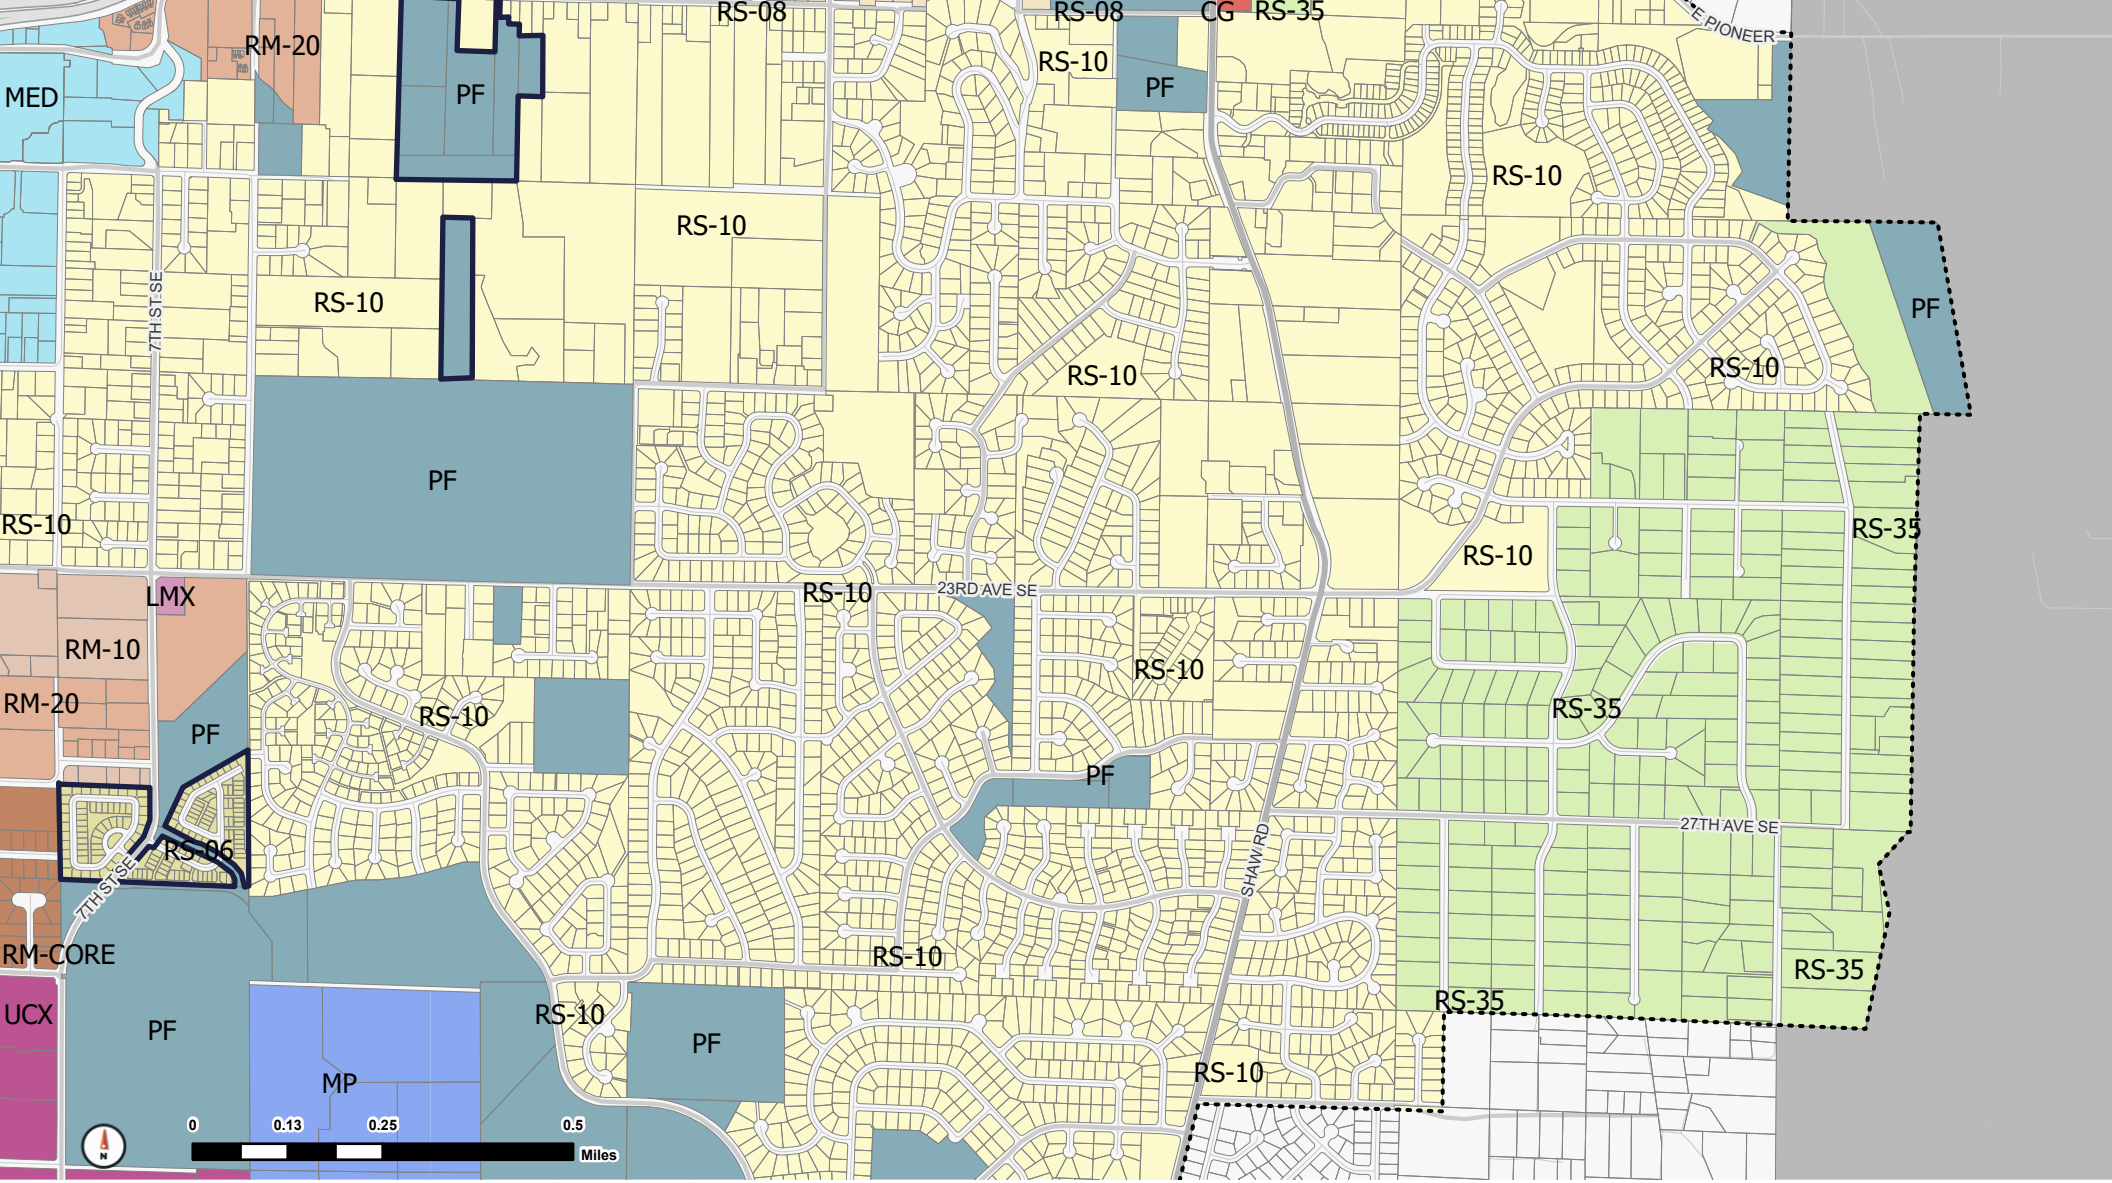 RS-08
RS-08
CG
RS-35
E PIONEER
RM-20
RS-10
MED
PF
PF
RS-10
RS-10
7TH ST SE
RS-10
PF
RS-10
RS-10
PF
RS-10
RS-35
RS-10
23RD AVE SE
RS-10
LMX
RM-10
RS-10
RM-20
RS-35
RS-10
PF
PF
27TH AVE SE
RS-06
SHAW RD
7TH ST SE
RM-CORE
RS-10
RS-35
RS-35
UCX
RS-10
PF
PF
RS-10
MP
0 0.13 0.25 0.5
Miles
N